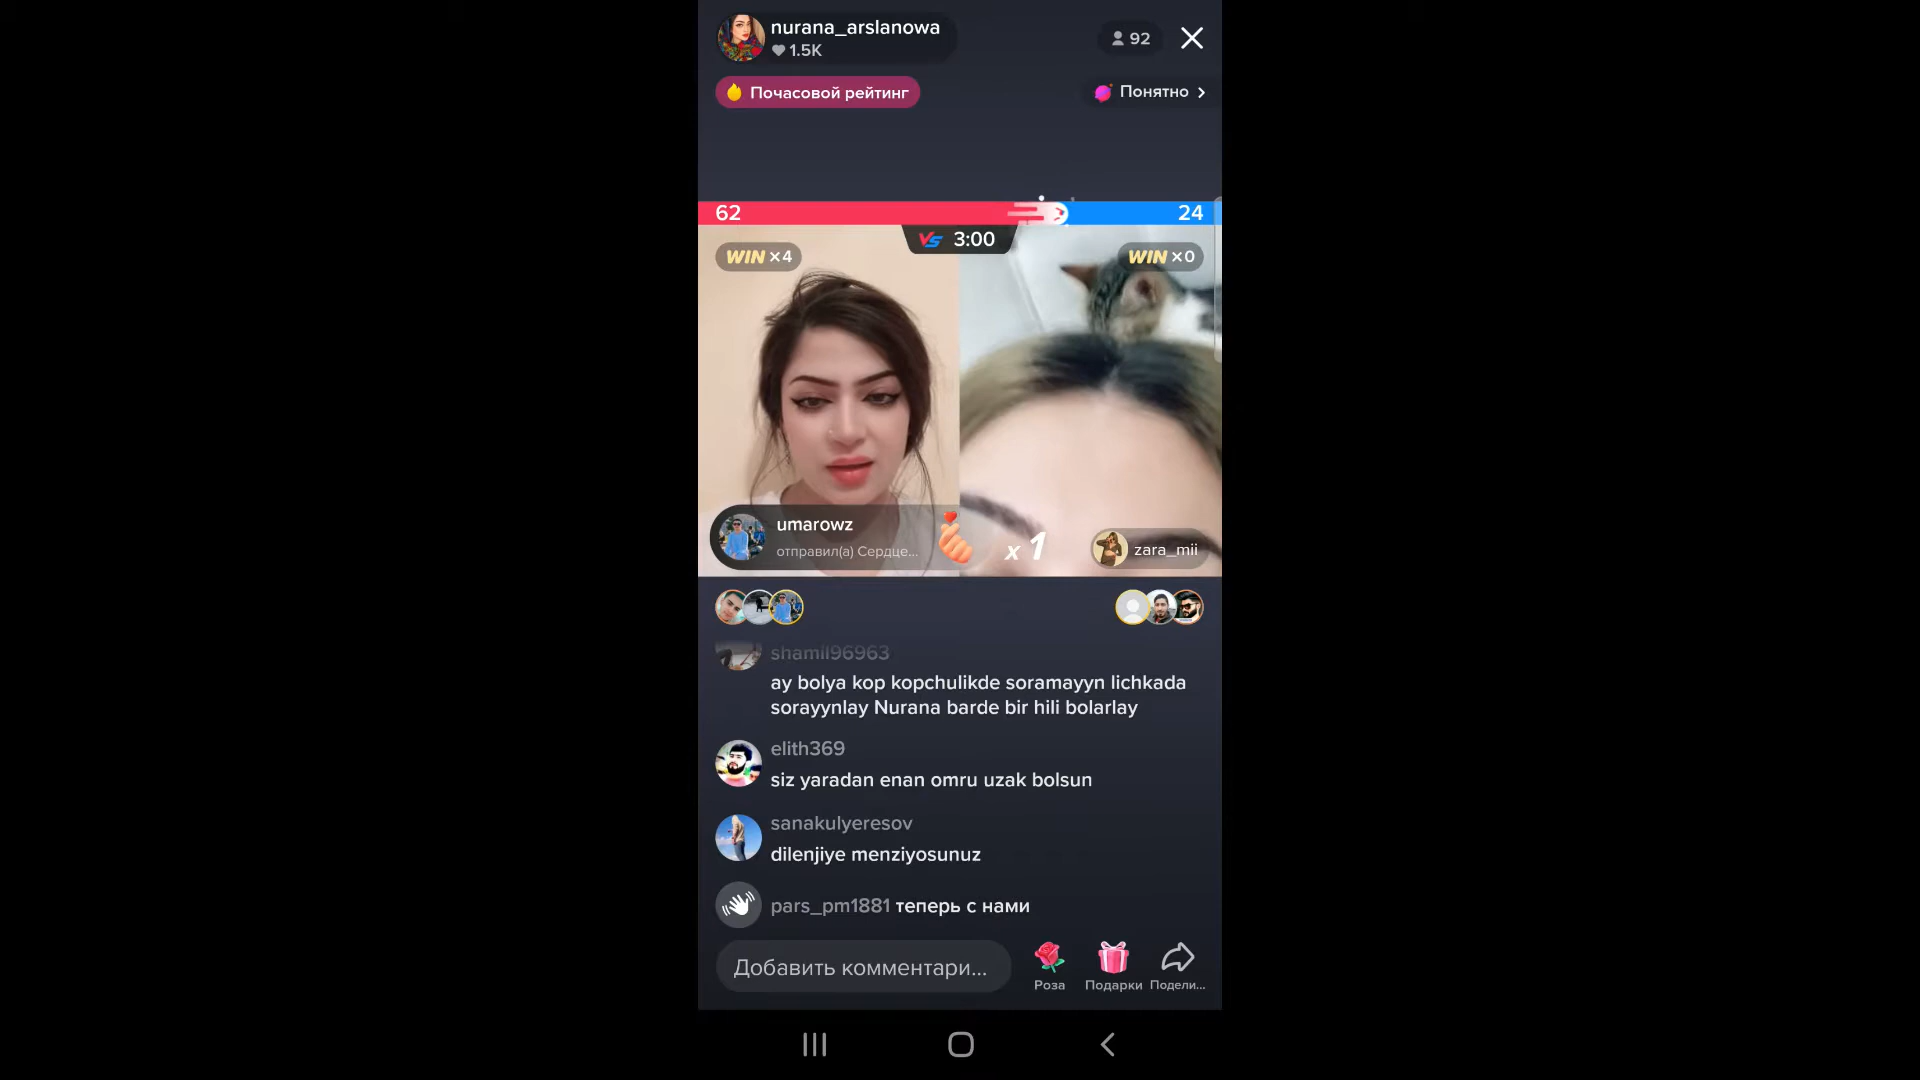 nurana_arslanowa
1.5K
92
Почасовой рейтинг
Понятно
62
24
VS 3:00
WIN ×4
WIN ×0
umarowz
отправил(а) Сердце...
x 1
zara_mii
shamil96963
ay bolya kop kopchulikde soramayyn lichkada
sorayynlay Nurana barde bir hili bolarlay
elith369
siz yaradan enan omru uzak bolsun
sanakulyeresov
dilenjiye menziyosunuz
pars_pm1881 теперь с нами
Добавить комментари...
Роза
Подарки
Подели...